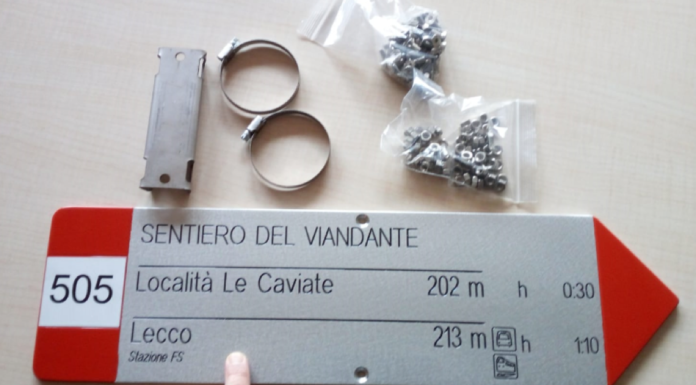 SENTIERO DEL VIANDANTE
505
Località Le Caviate 202 m h 0:30
Lecco 213 m h 1:10
Stazione FS